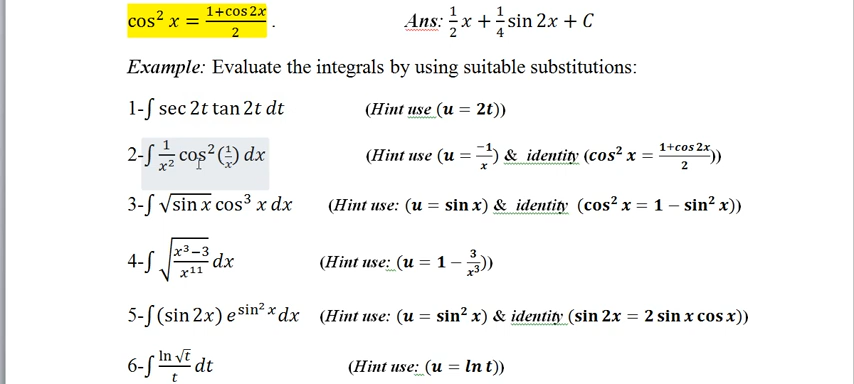 cos² x = (1+cos 2x)/2 . Ans: 1/2 x + 1/4 sin 2x + C
Example: Evaluate the integrals by using suitable substitutions:
1-∫ sec 2t tan 2t dt (Hint use (u = 2t))
2-∫ 1/x² cos² (1/x) dx (Hint use (u = −1/x) & identity (cos² x = (1+cos 2x)/2))
3-∫ √(sin x) cos³ x dx (Hint use: (u = sin x) & identity (cos² x = 1 − sin² x))
4-∫ √((x³−3)/x¹¹) dx (Hint use: (u = 1 − 3/x³))
5-∫(sin 2x) e^(sin² x) dx (Hint use: (u = sin² x) & identity (sin 2x = 2 sin x cos x))
6-∫ (ln √t)/t dt (Hint use: (u = ln t))